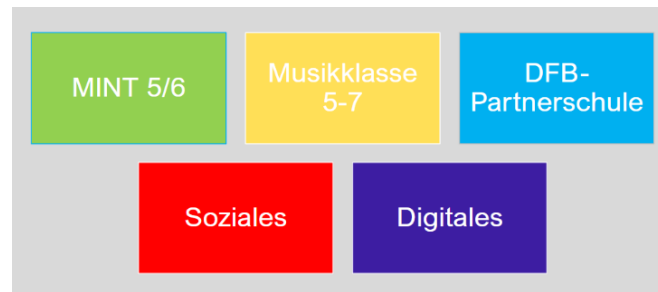 MINT 5/6
Musikklasse
5-7
DFB-
Partnerschule
Soziales
Digitales